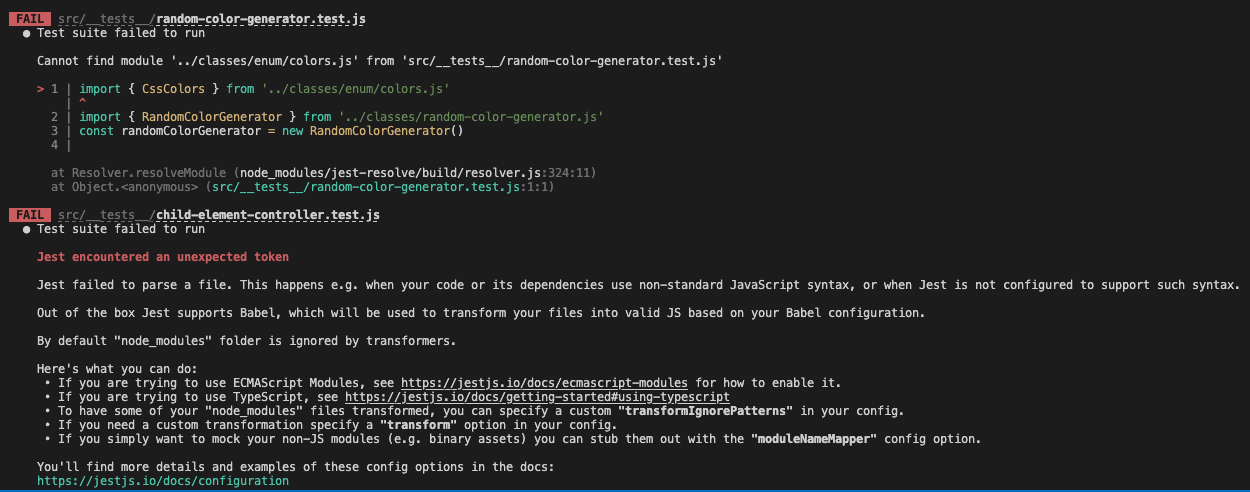 FAIL src/__tests__/random-color-generator.test.js
● Test suite failed to run
Cannot find module '../classes/enum/colors.js' from 'src/__tests__/random-color-generator.test.js'
> 1 | import { CssColors } from '../classes/enum/colors.js'
| ^
2 | import { RandomColorGenerator } from '../classes/random-color-generator.js'
3 | const randomColorGenerator = new RandomColorGenerator()
4 |
at Resolver.resolveModule (node_modules/jest-resolve/build/resolver.js:324:11)
at Object.<anonymous> (src/__tests__/random-color-generator.test.js:1:1)
FAIL src/__tests__/child-element-controller.test.js
● Test suite failed to run
Jest encountered an unexpected token
Jest failed to parse a file. This happens e.g. when your code or its dependencies use non-standard JavaScript syntax, or when Jest is not configured to support such syntax.
Out of the box Jest supports Babel, which will be used to transform your files into valid JS based on your Babel configuration.
By default "node_modules" folder is ignored by transformers.
Here's what you can do:
• If you are trying to use ECMAScript Modules, see https://jestjs.io/docs/ecmascript-modules for how to enable it.
• If you are trying to use TypeScript, see https://jestjs.io/docs/getting-started#using-typescript
• To have some of your "node_modules" files transformed, you can specify a custom "transformIgnorePatterns" in your config.
• If you need a custom transformation specify a "transform" option in your config.
• If you simply want to mock your non-JS modules (e.g. binary assets) you can stub them out with the "moduleNameMapper" config option.
You'll find more details and examples of these config options in the docs:
https://jestjs.io/docs/configuration